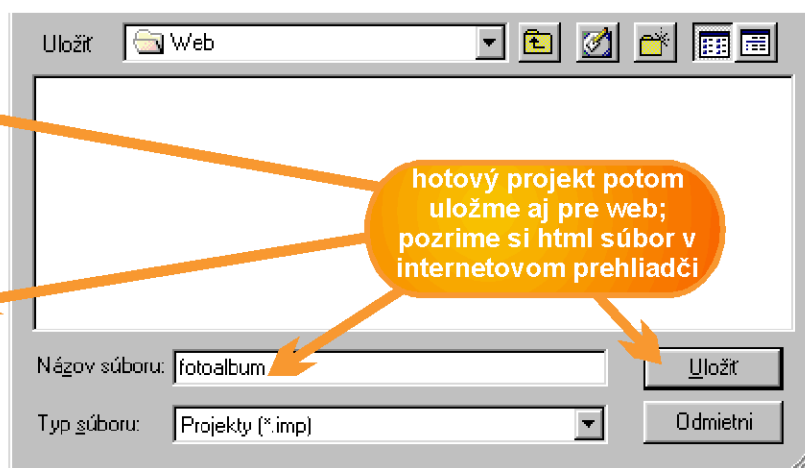 Uložiť Web
hotový projekt potom
uložme aj pre web;
pozrime si html súbor v
internetovom prehliadči
Názov súboru: fotoalbum Uložiť
Typ súboru: Projekty (*.imp) Odmietni